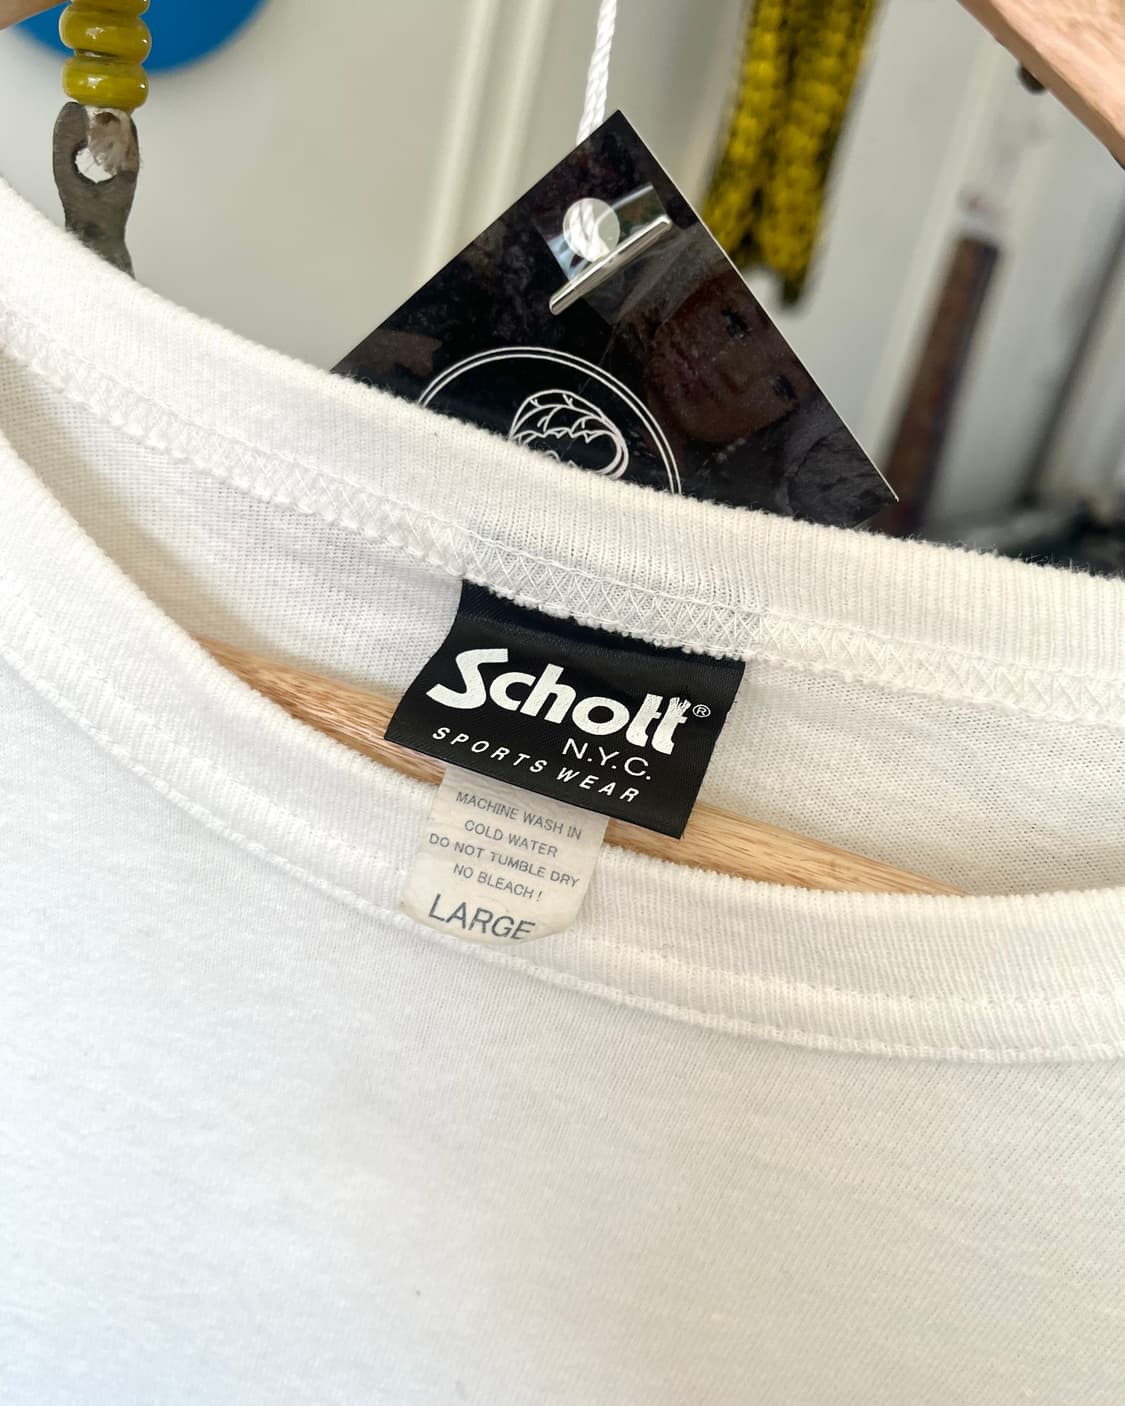 Schott®
N.Y.C.
SPORTS WEAR
MACHINE WASH IN
COLD WATER
DO NOT TUMBLE DRY
NO BLEACH!
LARGE